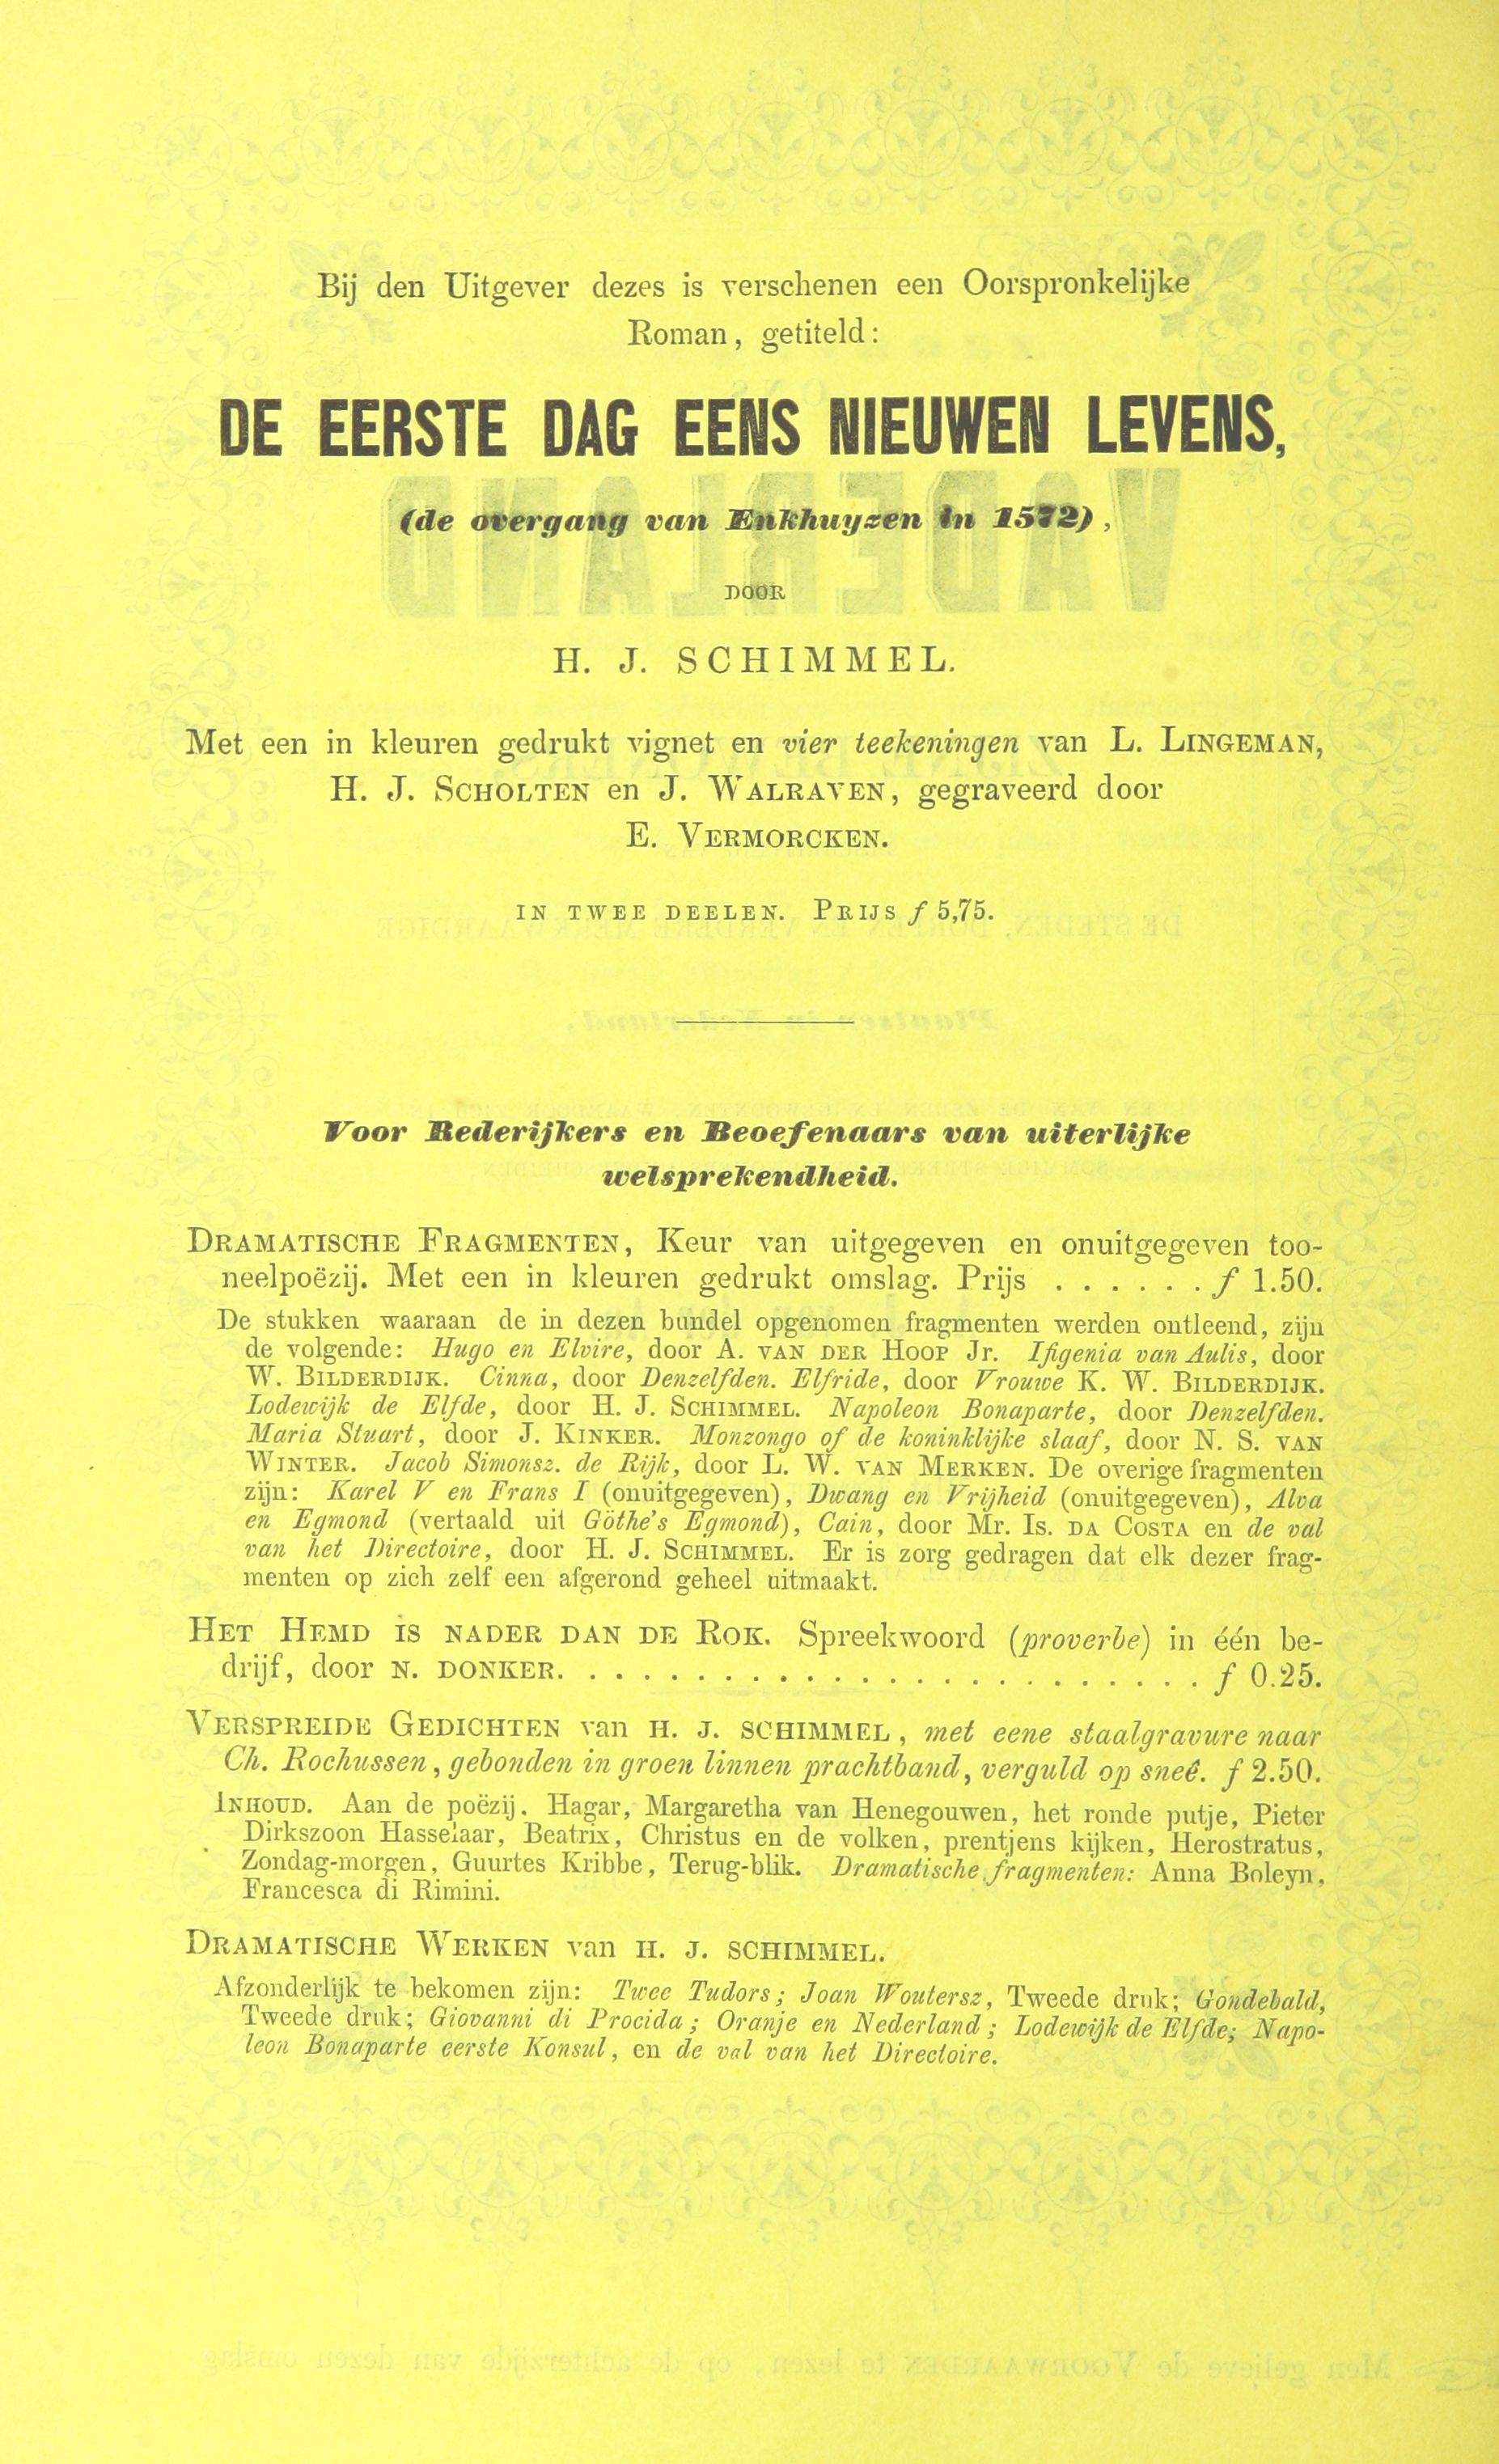 Bij den Uitgever dezes is verschenen een Oorspronkelijke
Roman, getiteld:
DE EERSTE DAG EENS NIEUWEN LEVENS,
(de overgang van Enkhuyzen in 1572),
DOOR
H. J. SCHIMMEL.
Met een in kleuren gedrukt vignet en vier teekeningen van L. LINGEMAN,
H. J. SCHOLTEN en J. WALRAVEN, gegraveerd door
E. VERMORCKEN.
IN TWEE DEELEN. PRIJS ƒ 5,75.
Voor Rederijkers en Beoefenaars van uiterlijke
welsprekendheid.
DRAMATISCHE FRAGMENTEN, Keur van uitgegeven en onuitgegeven too-
neelpoëzij. Met een in kleuren gedrukt omslag. Prijs . . . . . . ƒ 1.50.
De stukken waaraan de in dezen bundel opgenomen fragmenten werden ontleend, zijn
de volgende: Hugo en Elvire, door A. VAN DER HOOP Jr. Ifigenia van Aulis, door
W. BILDERDIJK. Cinna, door Denzelfden. Elfride, door Vrouwe K. W. BILDERDIJK.
Lodewijk de Elfde, door H. J. SCHIMMEL. Napoleon Bonaparte, door Denzelfden.
Maria Stuart, door J. KINKER. Monzongo of de koninklijke slaaf, door N. S. VAN
WINTER. Jacob Simonsz. de Rijk, door L. W. VAN MERKEN. De overige fragmenten
zijn: Karel V en Frans I (onuitgegeven), Dwang en Vrijheid (onuitgegeven), Alva
en Egmond (vertaald uit Göthe's Egmond), Cain, door Mr. Is. DA COSTA en de val
van het Directoire, door H. J. SCHIMMEL. Er is zorg gedragen dat elk dezer frag-
menten op zich zelf een afgerond geheel uitmaakt.
HET HEMD IS NADER DAN DE ROK. Spreekwoord (proverbe) in één be-
drijf, door N. DONKER. . . . . . . . . . . . . . . . . . . . . . . ƒ 0.25.
VERSPREIDE GEDICHTEN van H. J. SCHIMMEL, met eene staalgravure naar
Ch. Rochussen, gebonden in groen linnen prachtband, verguld op sneê. ƒ 2.50.
INHOUD. Aan de poëzij. Hagar, Margaretha van Henegouwen, het ronde putje, Pieter
Dirkszoon Hasselaar, Beatrix, Christus en de volken, prentjens kijken, Herostratus,
Zondag-morgen, Guurtes Kribbe, Terug-blik. Dramatische fragmenten: Anna Boleyn,
Francesca di Rimini.
DRAMATISCHE WERKEN van H. J. SCHIMMEL.
Afzonderlijk te bekomen zijn: Twee Tudors; Joan Woutersz, Tweede druk; Gondebald,
Tweede druk; Giovanni di Procida; Oranje en Nederland; Lodewijk de Elfde; Napo-
leon Bonaparte eerste Konsul, en de val van het Directoire.